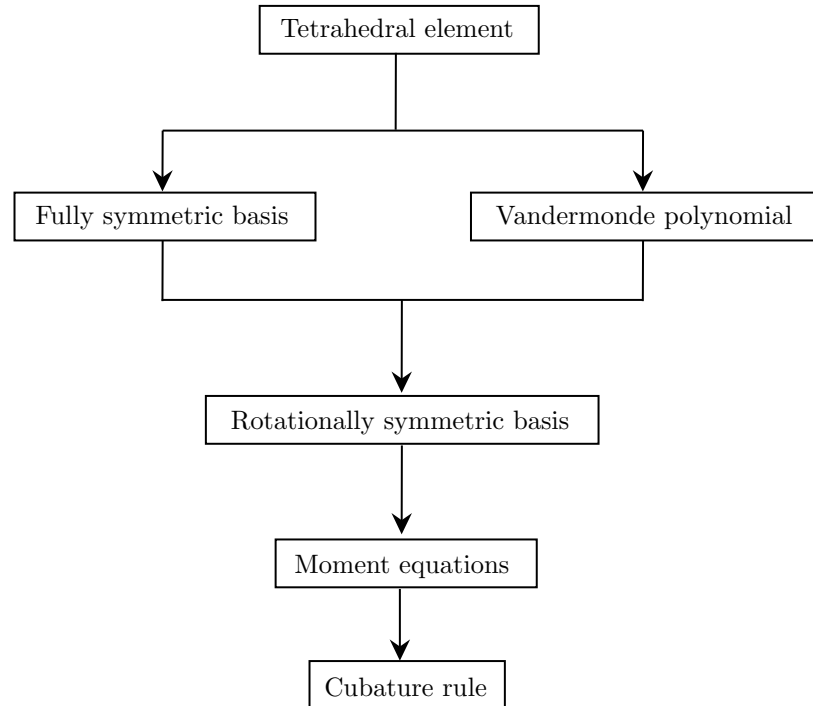 Tetrahedral element
Fully symmetric basis
Vandermonde polynomial
Rotationally symmetric basis
Moment equations
Cubature rule